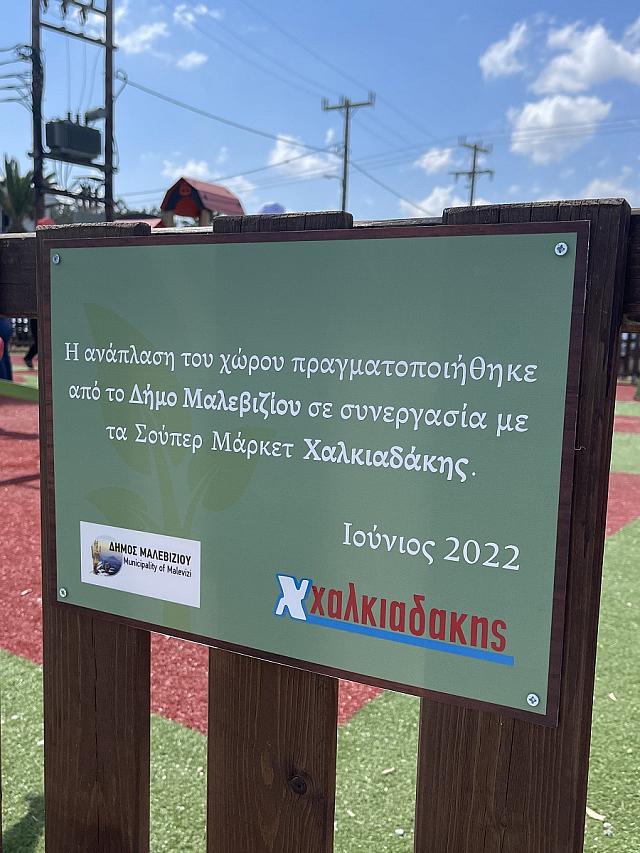 Η ανάπλαση του χώρου πραγματοποιήθηκε
από το Δήμο Μαλεβιζίου σε συνεργασία με
τα Σούπερ Μάρκετ Χαλκιαδάκης.
Ιούνιος 2022
ΔΗΜΟΣ ΜΑΛΕΒΙΖΙΟΥ
Municipality of Malevizi
Χ χαλκιαδακης